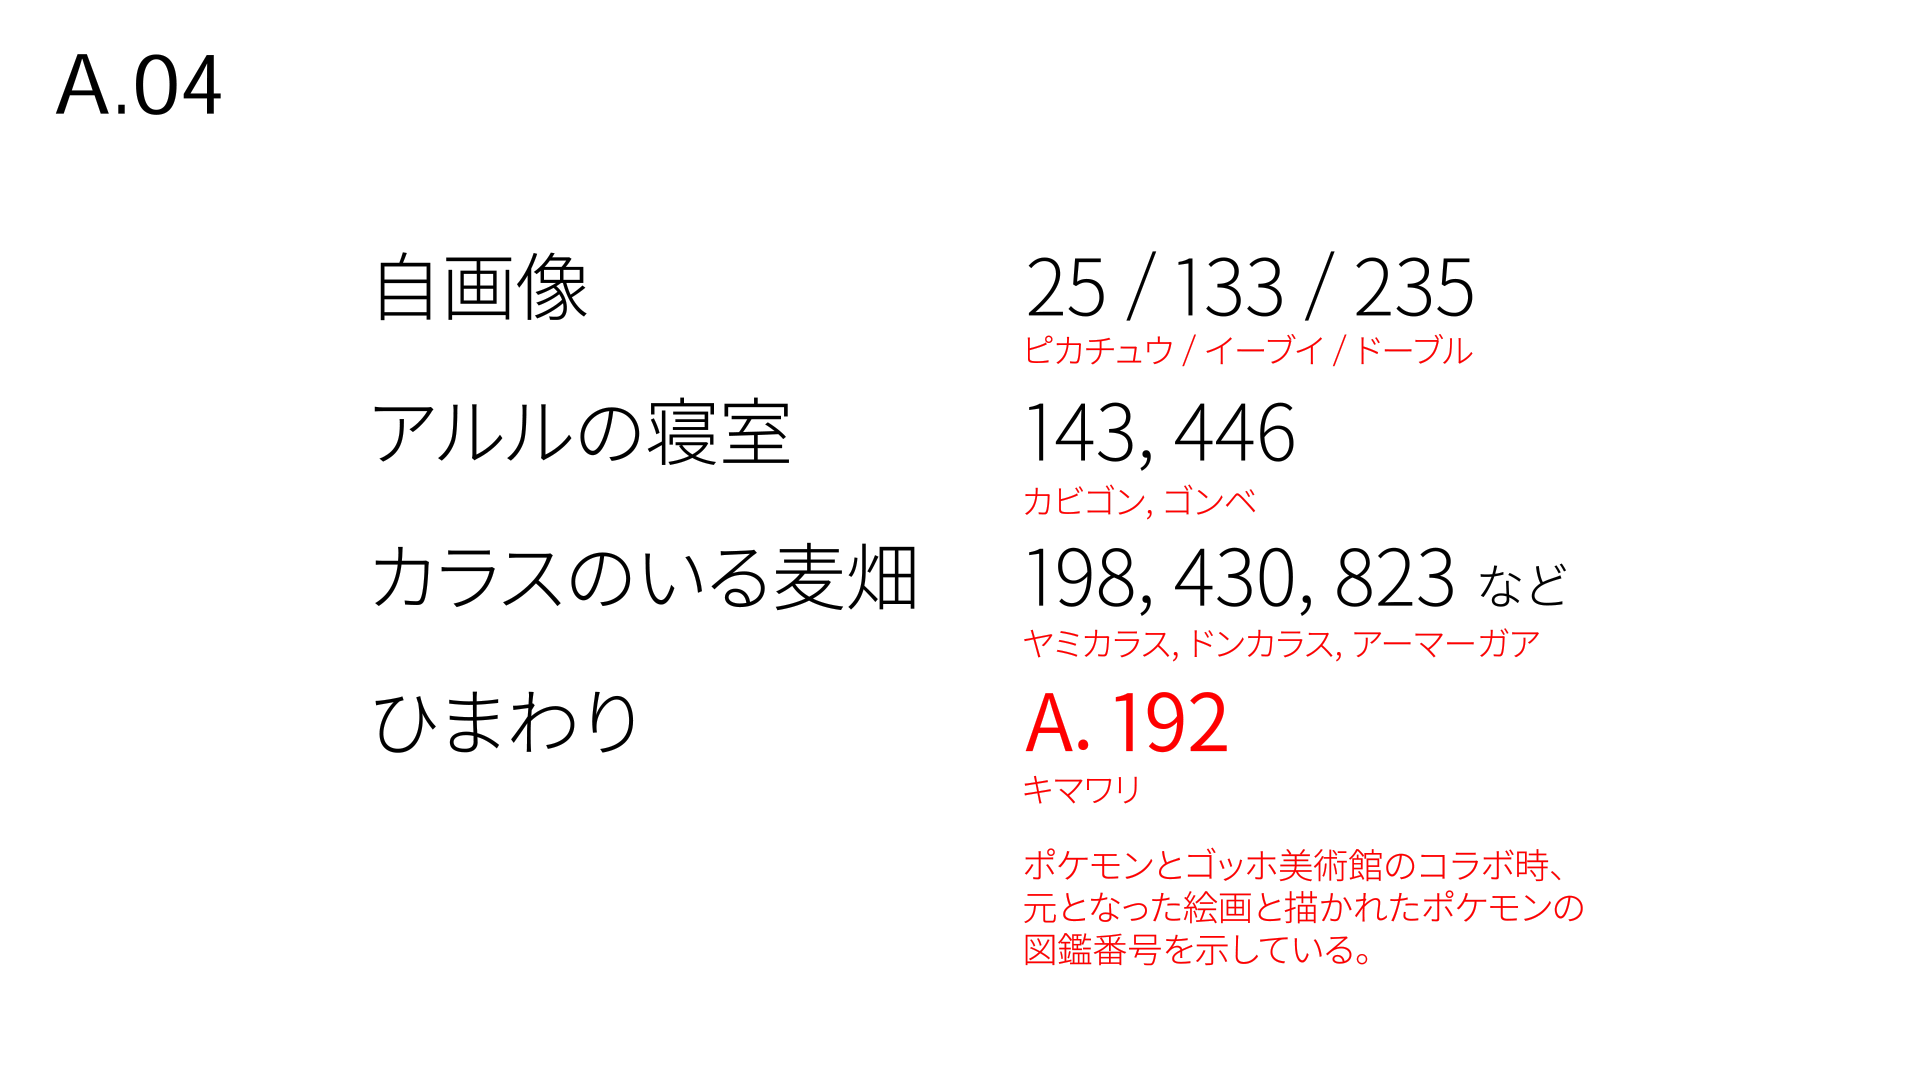 A.04
自画像
25 / 133 / 235
ピカチュウ / イーブイ / ドーブル
アルルの寝室
143, 446
カビゴン, ゴンベ
カラスのいる麦畑
198, 430, 823 など
ヤミカラス, ドンカラス, アーマーガア
ひまわり
A. 192
キマワリ
ポケモンとゴッホ美術館のコラボ時、
元となった絵画と描かれたポケモンの
図鑑番号を示している。